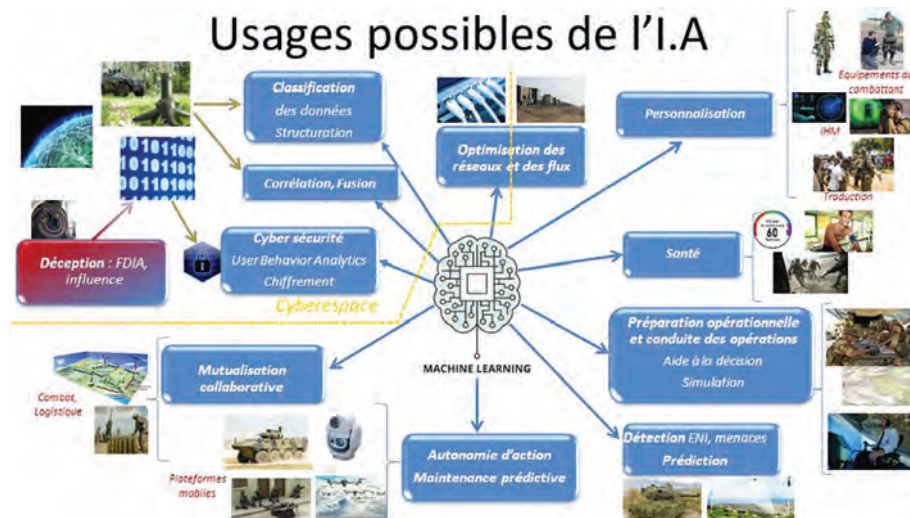 Usages possibles de l'I.A
Classification
des données
Structuration
Corrélation, Fusion
Cyber sécurité
User Behavior Analytics
Chiffrement
Déception : FDIA,
influence
Cyberespace
Optimisation des
réseaux et des flux
Personnalisation
Equipements du
combattant
IHM
Traduction
Santé
60
Préparation opérationnelle
et conduite des opérations
Aide à la décision
Simulation
MACHINE LEARNING
Mutualisation
collaborative
Combat,
Logistique
Plateformes
mobiles
Autonomie d'action
Maintenance prédictive
Détection ENI, menaces
Prédiction